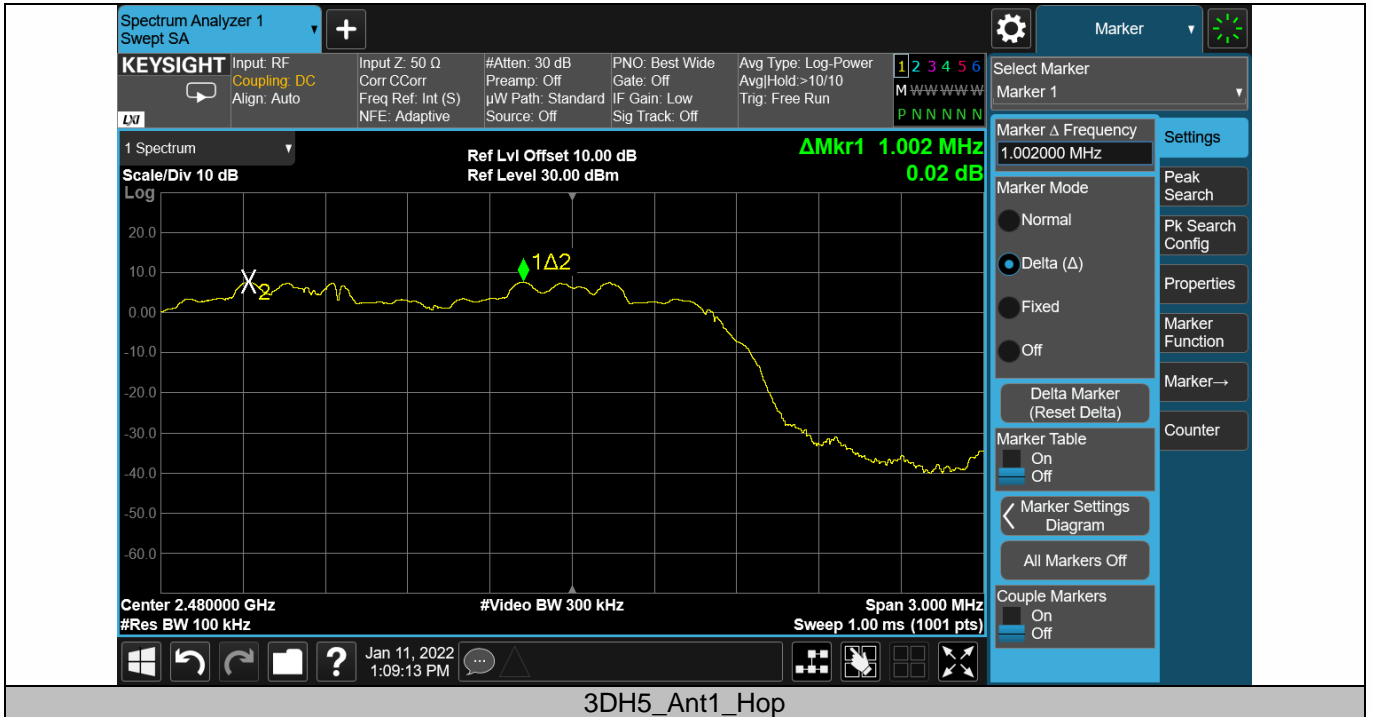 Spectrum Analyzer 1
Swept SA
+
Marker
KEYSIGHT
Input: RF
Coupling: DC
Align: Auto
Input Z: 50 Ω
Corr CCorr
Freq Ref: Int (S)
NFE: Adaptive
#Atten: 30 dB
Preamp: Off
µW Path: Standard
Source: Off
PNO: Best Wide
Gate: Off
IF Gain: Low
Sig Track: Off
Avg Type: Log-Power
Avg|Hold:>10/10
Trig: Free Run
1 2 3 4 5 6
M W W W W W
P N N N N N
LXI
Select Marker
Marker 1
1 Spectrum
Scale/Div 10 dB
Ref Lvl Offset 10.00 dB
Ref Level 30.00 dBm
ΔMkr1 1.002 MHz
0.02 dB
Log
20.0
10.0
0.00
-10.0
-20.0
-30.0
-40.0
-50.0
-60.0
X2
1Δ2
Center 2.480000 GHz
#Res BW 100 kHz
#Video BW 300 kHz
Span 3.000 MHz
Sweep 1.00 ms (1001 pts)
Marker Δ Frequency
1.002000 MHz
Marker Mode
Normal
Delta (Δ)
Fixed
Off
Delta Marker
(Reset Delta)
Marker Table
On
Off
Marker Settings
Diagram
All Markers Off
Couple Markers
On
Off
Settings
Peak
Search
Pk Search
Config
Properties
Marker
Function
Marker→
Counter
?
Jan 11, 2022
1:09:13 PM
3DH5_Ant1_Hop